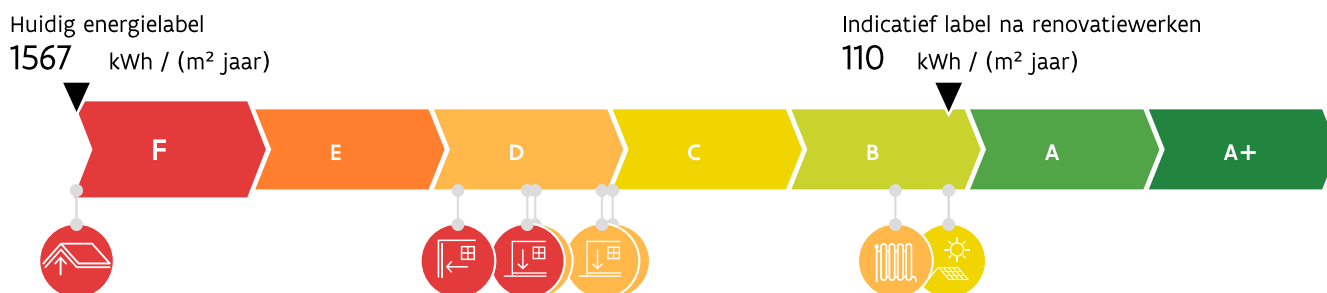 Huidig energielabel
1567 kWh / (m² jaar)
Indicatief label na renovatiewerken
110 kWh / (m² jaar)
F E D C B A A+